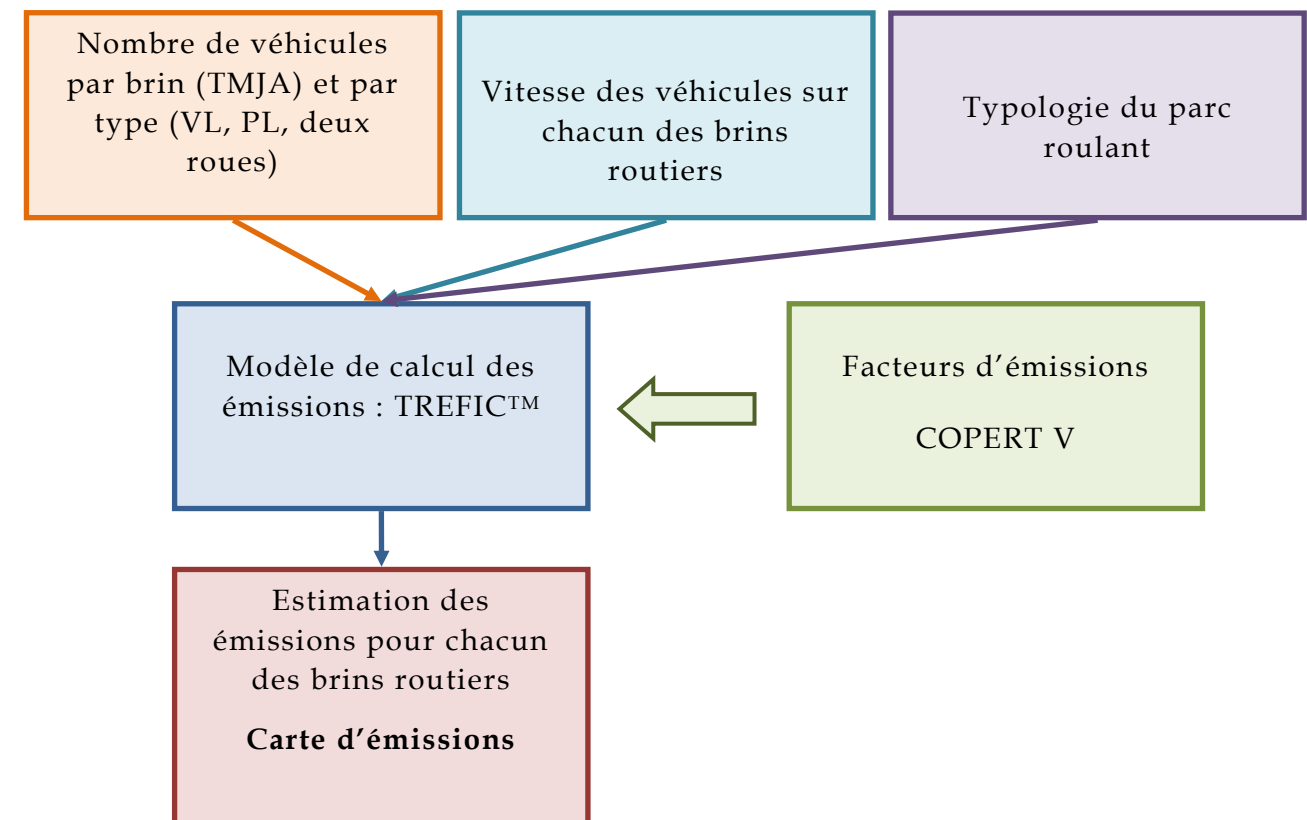 Nombre de véhicules
par brin (TMJA) et par
type (VL, PL, deux
roues)
Vitesse des véhicules sur
chacun des brins
routiers
Typologie du parc
roulant
Modèle de calcul des
émissions : TREFIC™
Facteurs d’émissions
COPERT V
Estimation des
émissions pour chacun
des brins routiers
Carte d’émissions